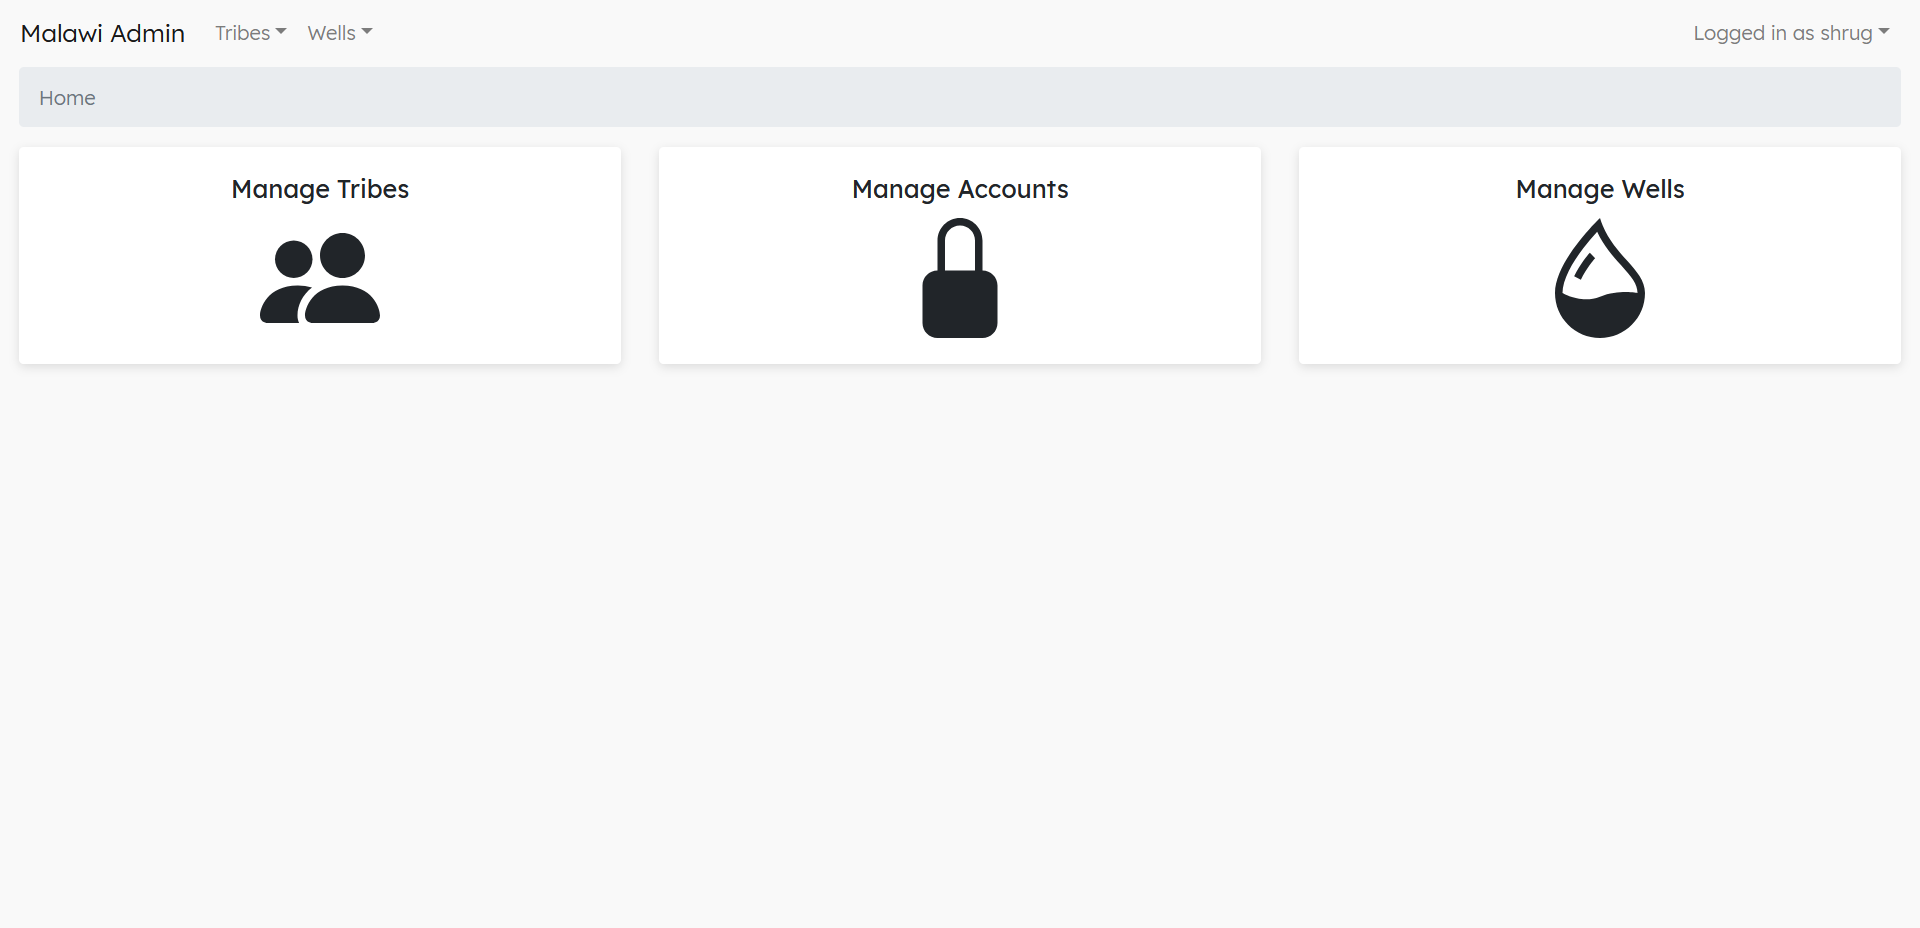 Malawi Admin Tribes Wells Logged in as shrug
Home
Manage Tribes
Manage Accounts
Manage Wells